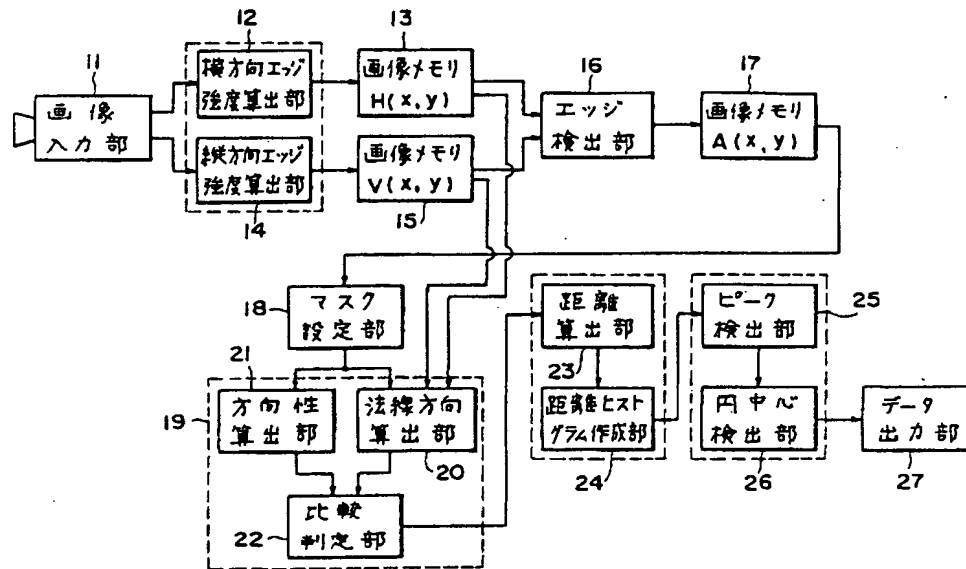 11
画像
入力部
12
横方向エッジ
強度算出部
縦方向エッジ
強度算出部
14
13
画像メモリ
H(x,y)
画像メモリ
V(x,y)
15
16
エッジ
検出部
17
画像メモリ
A(x,y)
18
マスク
設定部
19
21
方向性
算出部
法線方向
算出部
20
22
比較
判定部
距離
算出部
23
距離ヒスト
グラム作成部
24
25
ピーク
検出部
円中心
検出部
26
データ
出力部
27